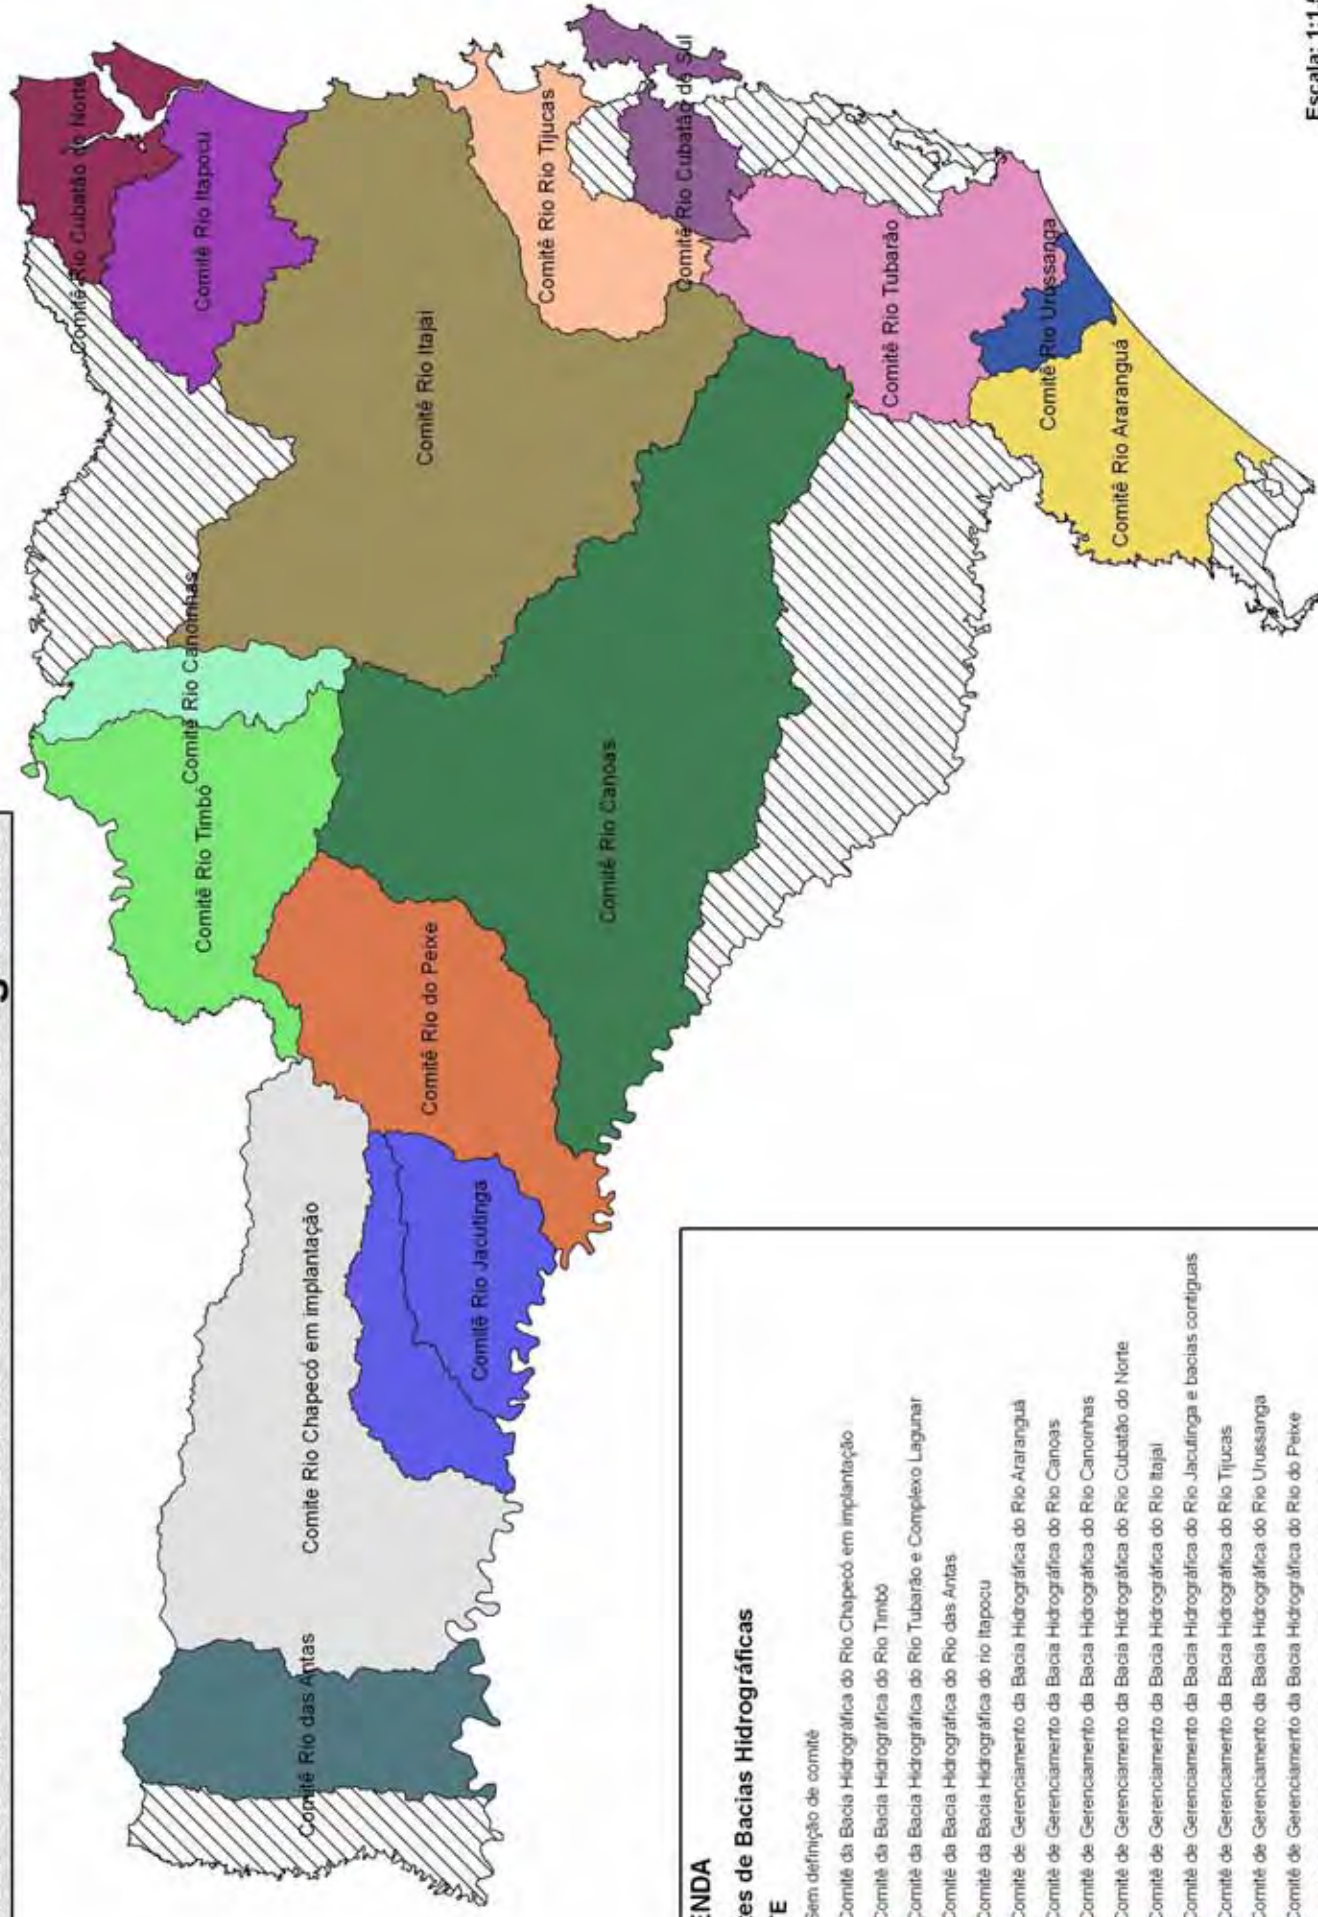 Comitê Rio Cubatão do Norte
Comitê Rio Itapocu
Comitê Rio Itajaí
Comitê Rio Rio Tijucas
Comitê Rio Cubatão do Sul
Comitê Rio Tubarão
Comitê Rio Urussanga
Comitê Rio Araranguá
Comitê Rio Canoinhas
Comitê Rio Timbó
Comitê Rio Canoas
Comitê Rio do Peixe
Comitê Rio Jacutinga
Comite Rio Chapecó em implantação
Comitê Rio das Antas
ENDA
es de Bacias Hidrográficas
TE
Sem definição de comitê
Comitê da Bacia Hidrográfica do Rio Chapecó em implantação
Comitê da Bacia Hidrográfica do Rio Timbó
Comitê da Bacia Hidrográfica do Rio Tubarão e Complexo Lagunar
Comitê da Bacia Hidrográfica do Rio das Antas
Comitê da Bacia Hidrográfica do rio Itapocu
Comitê de Gerenciamento da Bacia Hidrográfica do Rio Araranguá
Comitê de Gerenciamento da Bacia Hidrográfica do Rio Canoas
Comitê de Gerenciamento da Bacia Hidrográfica do Rio Canoinhas
Comitê de Gerenciamento da Bacia Hidrográfica do Rio Cubatão do Norte
Comitê de Gerenciamento da Bacia Hidrográfica do Rio Itajaí
Comitê de Gerenciamento da Bacia Hidrográfica do Rio Jacutinga e bacias contiguas
Comitê de Gerenciamento da Bacia Hidrográfica do Rio Tijucas
Comitê de Gerenciamento da Bacia Hidrográfica do Rio Urussanga
Comitê de Gerenciamento da Bacia Hidrográfica do Rio do Peixe
Escala: